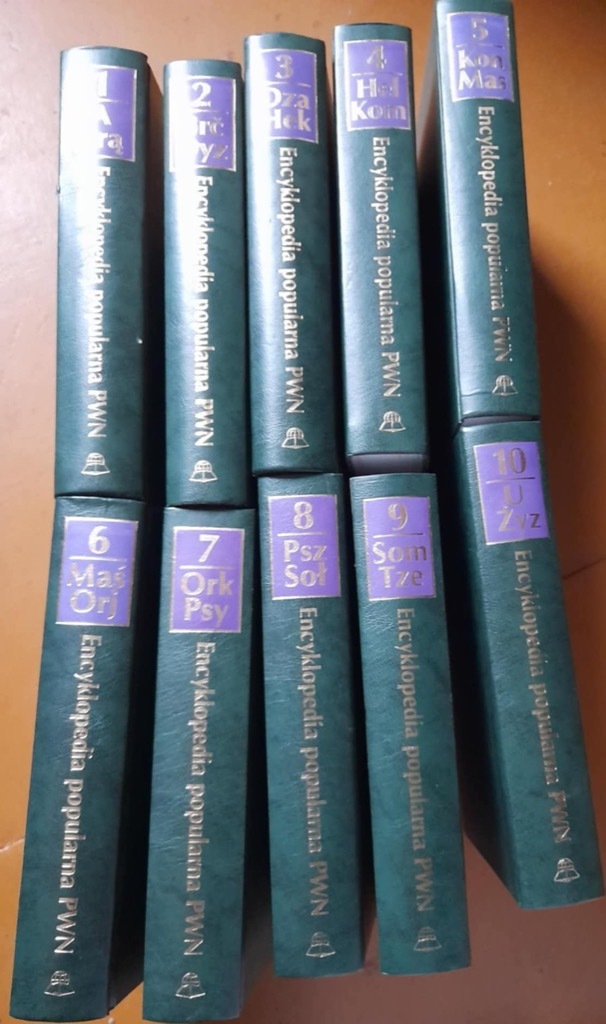 1
A
Encyklopedia popularna PWN
2
Encyklopedia popularna PWN
3
Dza
Hek
Encyklopedia popularna PWN
4
Hel
Kom
Encyklopedia popularna PWN
5
Kon
Mas
Encyklopedia popularna PWN
6
Maś
Orj
Encyklopedia popularna PWN
7
Ork
Psy
Encyklopedia popularna PWN
8
Psz
Soł
Encyklopedia popularna PWN
9
Som
Tze
Encyklopedia popularna PWN
10
U
Żyz
Encyklopedia popularna PWN